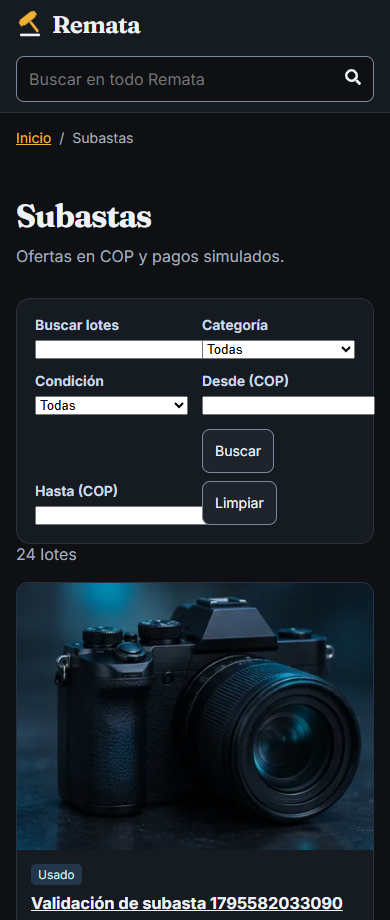 Remata
Buscar en todo Remata
Inicio / Subastas
Subastas
Ofertas en COP y pagos simulados.
Buscar lotes Categoría
Todas
Condición Desde (COP)
Todas
Buscar
Hasta (COP) Limpiar
24 lotes
Usado
Validación de subasta 1795582033090